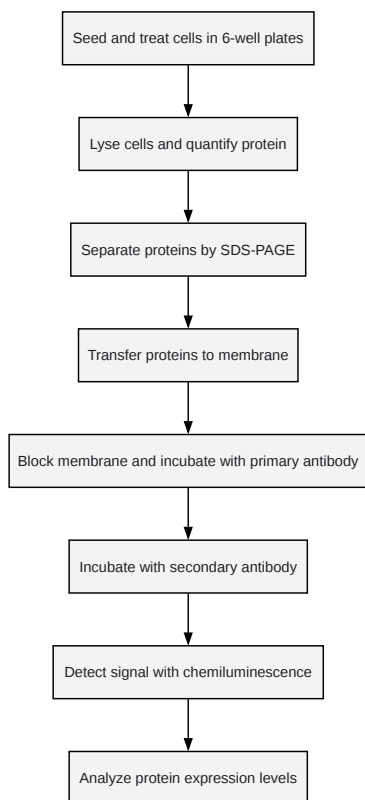 Seed and treat cells in 6-well plates
Lyse cells and quantify protein
Separate proteins by SDS-PAGE
Transfer proteins to membrane
Block membrane and incubate with primary antibody
Incubate with secondary antibody
Detect signal with chemiluminescence
Analyze protein expression levels